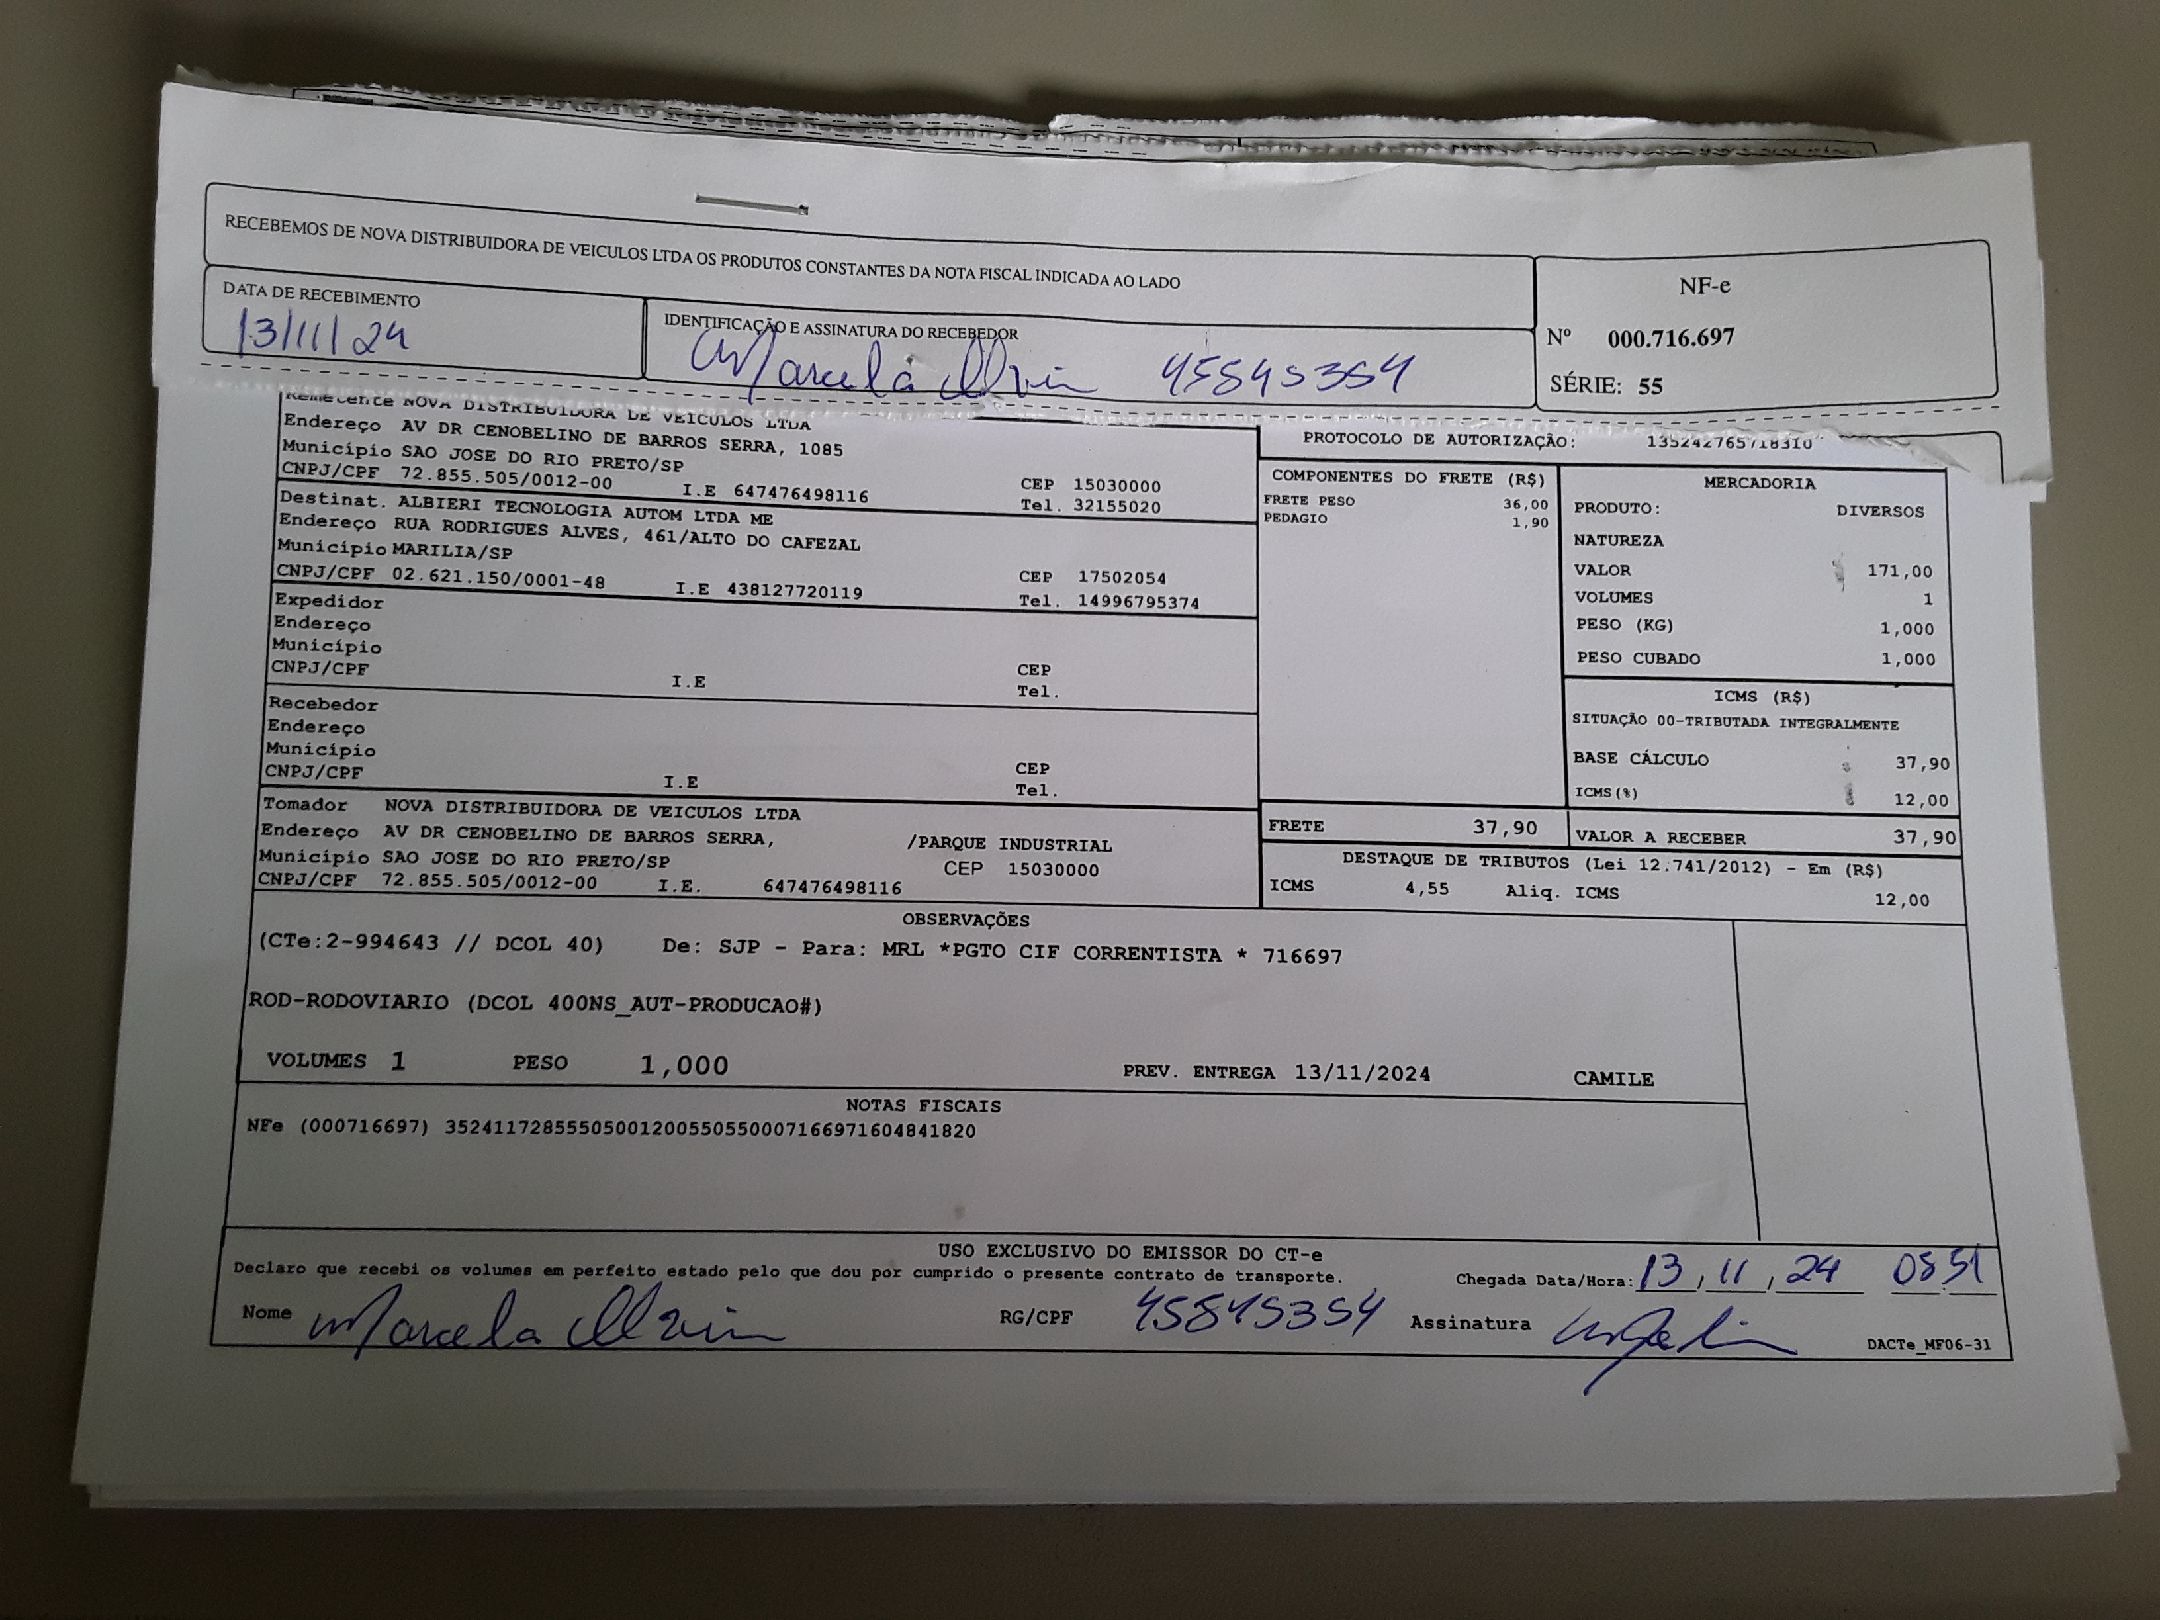 RECEBEMOS DE NOVA DISTRIBUIDORA DE VEICULOS LTDA OS PRODUTOS CONSTANTES DA NOTA FISCAL INDICADA AO LADO
DATA DE RECEBIMENTO
13/11/24
IDENTIFICAÇÃO E ASSINATURA DO RECEBEDOR
Marcela 45845354
NF-e
Nº 000.716.697
SÉRIE: 55
Remetente NOVA DISTRIBUIDORA DE VEICULOS LTDA
Endereço AV DR CENOBELINO DE BARROS SERRA, 1085
Município SAO JOSE DO RIO PRETO/SP
CNPJ/CPF 72.855.505/0012-00 I.E 647476498116
CEP 15030000
Tel. 32155020
Destinat. ALBIERI TECNOLOGIA AUTOM LTDA ME
Endereço RUA RODRIGUES ALVES, 461/ALTO DO CAFEZAL
Município MARILIA/SP
CNPJ/CPF 02.621.150/0001-48 I.E 438127720119
CEP 17502054
Tel. 14996795374
Expedidor
Endereço
Município
CNPJ/CPF I.E
CEP
Tel.
Recebedor
Endereço
Município
CNPJ/CPF I.E
CEP
Tel.
Tomador NOVA DISTRIBUIDORA DE VEICULOS LTDA
Endereço AV DR CENOBELINO DE BARROS SERRA, /PARQUE INDUSTRIAL
Município SAO JOSE DO RIO PRETO/SP CEP 15030000
CNPJ/CPF 72.855.505/0012-00 I.E. 647476498116
PROTOCOLO DE AUTORIZAÇÃO: 135242765718310
COMPONENTES DO FRETE (R$)
FRETE PESO 36,00
PEDAGIO 1,90
MERCADORIA
PRODUTO: DIVERSOS
NATUREZA
VALOR 171,00
VOLUMES 1
PESO (KG) 1,000
PESO CUBADO 1,000
ICMS (R$)
SITUAÇÃO 00-TRIBUTADA INTEGRALMENTE
BASE CÁLCULO 37,90
ICMS(%) 12,00
FRETE 37,90
VALOR A RECEBER 37,90
DESTAQUE DE TRIBUTOS (Lei 12.741/2012) - Em (R$)
ICMS 4,55 Aliq. ICMS 12,00
OBSERVAÇÕES
(CTe:2-994643 // DCOL 40) De: SJP - Para: MRL *PGTO CIF CORRENTISTA * 716697
ROD-RODOVIARIO (DCOL 400NS_AUT-PRODUCAO#)
VOLUMES 1 PESO 1,000 PREV. ENTREGA 13/11/2024 CAMILE
NOTAS FISCAIS
NFe (000716697) 35241172855505001200550550007166971604841820
USO EXCLUSIVO DO EMISSOR DO CT-e
Declaro que recebi os volumes em perfeito estado pelo que dou por cumprido o presente contrato de transporte.
Chegada Data/Hora: 13, 11, 24 08:51
Nome Marcela RG/CPF 45845354 Assinatura
DACTe_MF06-31